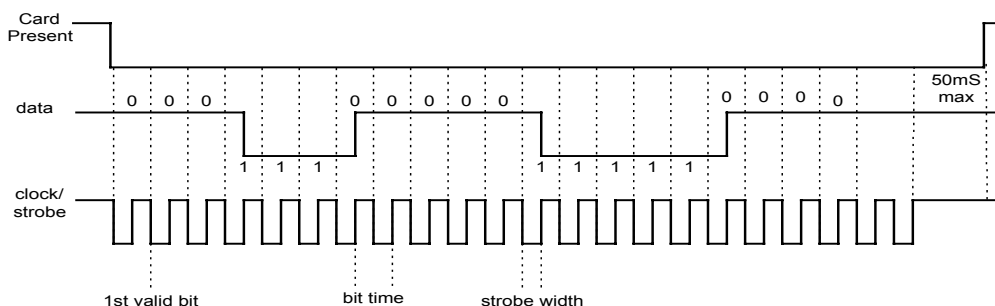 Card
Present
50mS
max
data
0 0 0 0 0 0 0 0 0 0 0 0
1 1 1 1 1 1 1 1
clock/
strobe
1st valid bit bit time strobe width